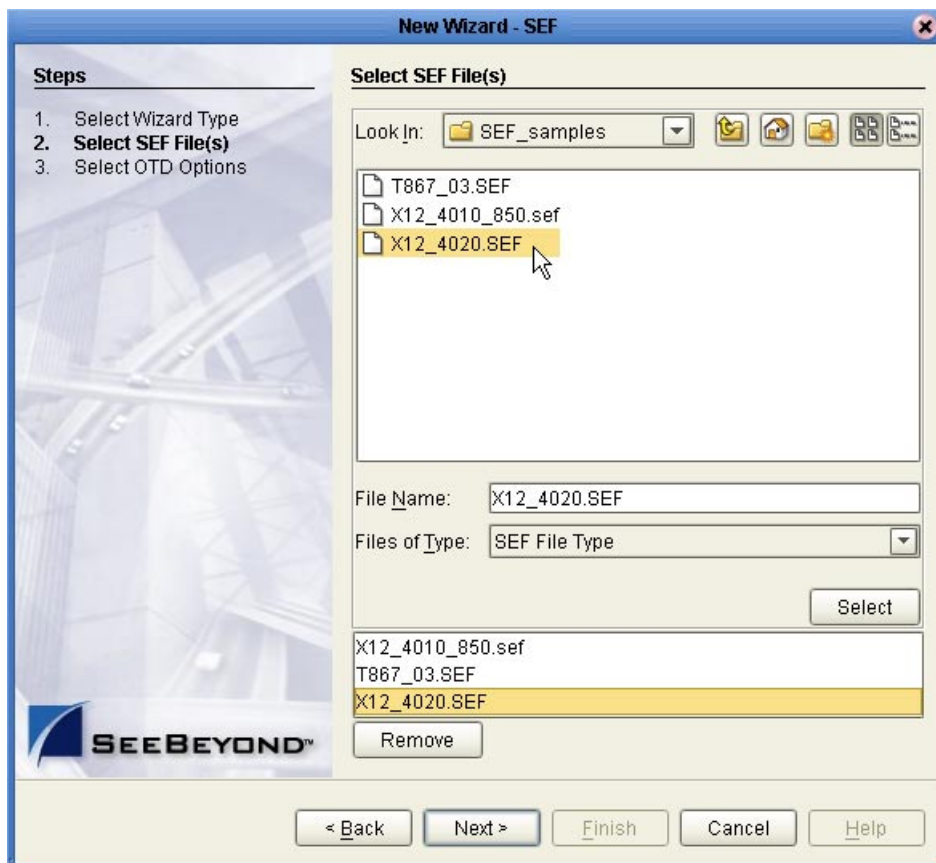 New Wizard - SEF
Steps
1. Select Wizard Type
2. Select SEF File(s)
3. Select OTD Options
SEEBEYOND™
Select SEF File(s)
Look In: SEF_samples
T867_03.SEF
X12_4010_850.sef
X12_4020.SEF
File Name: X12_4020.SEF
Files of Type: SEF File Type
Select
X12_4010_850.sef
T867_03.SEF
X12_4020.SEF
Remove
< Back Next > Finish Cancel Help